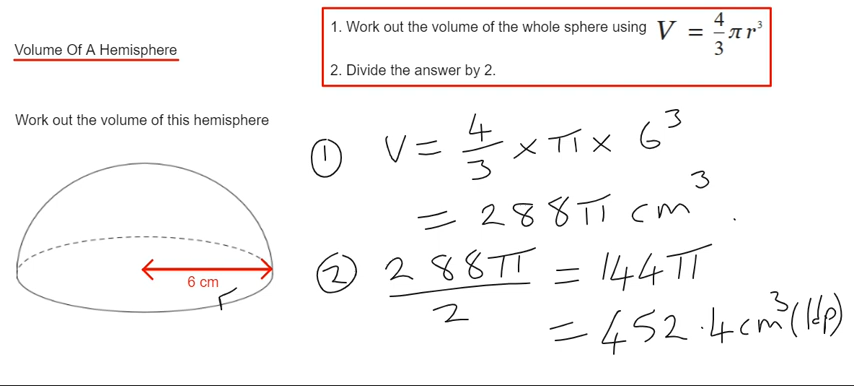 Volume Of A Hemisphere
1. Work out the volume of the whole sphere using V = 4/3 π r³
2. Divide the answer by 2.
Work out the volume of this hemisphere
6 cm
r
① V = 4/3 × π × 6³
= 288π cm³.
② 288π/2 = 144π
= 452.4cm³ (1dp)